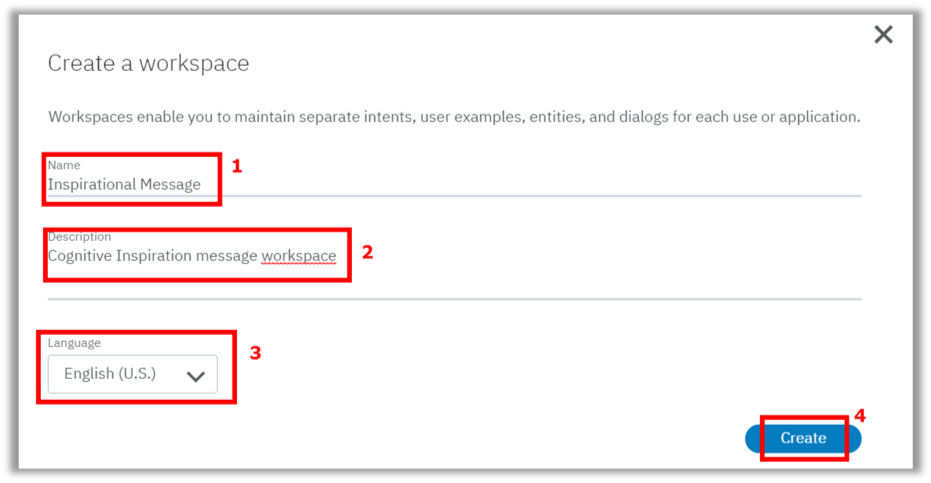 Create a workspace
Workspaces enable you to maintain separate intents, user examples, entities, and dialogs for each use or application.
Name
1
Inspirational Message
Description
Cognitive Inspiration message workspace
2
Language
3
English (U.S.)
4
Create